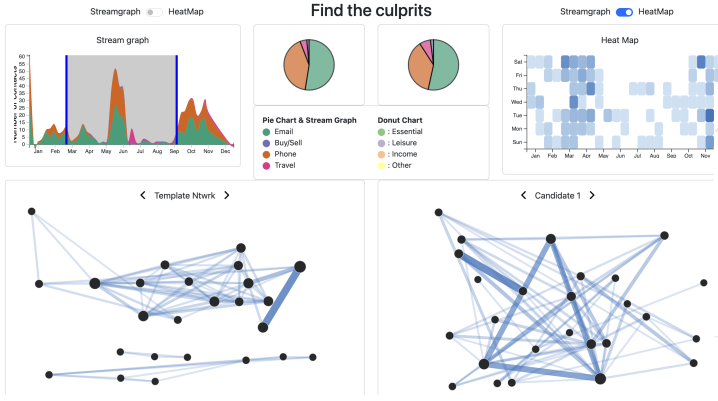 Find the culprits
Streamgraph HeatMap
Streamgraph HeatMap
Stream graph
60
55
50
45
40
35
30
25
20
15
10
5
0
Jan Feb Mar Apr May Jun Jul Aug Sep Oct Nov Dec
Pie Chart & Stream Graph
Email
Buy/Sell
Phone
Travel
Donut Chart
: Essential
: Leisure
: Income
: Other
Heat Map
Sat
Fri
Thu
Wed
Tue
Mon
Sun
Jan Feb Mar Apr May Jun Jul Aug Sep Oct Nov
Template Ntwrk
Candidate 1